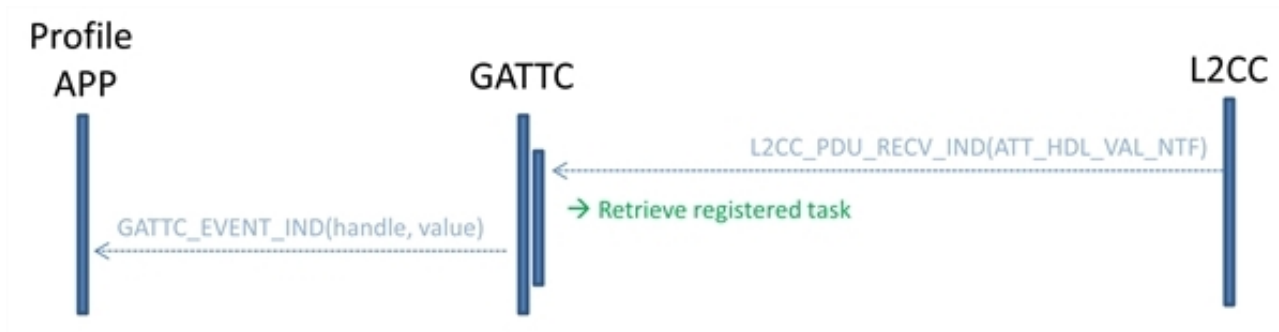 Profile
APP
GATTC
L2CC
L2CC_PDU_RECV_IND(ATT_HDL_VAL_NTF)
→ Retrieve registered task
GATTC_EVENT_IND(handle, value)